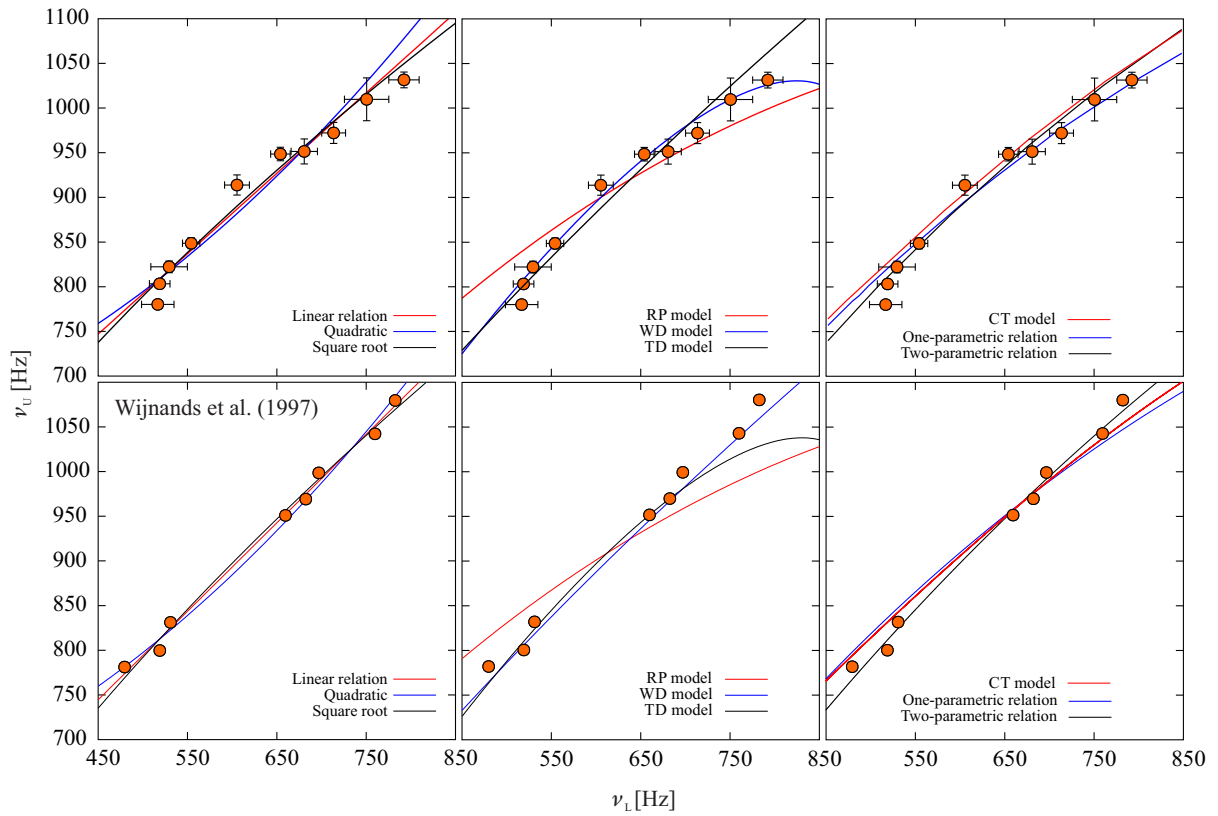 1100
1050
1000
950
900
850
800
750
700
Linear relation
Quadratic
Square root
RP model
WD model
TD model
CT model
One-parametric relation
Two-parametric relation
ν_U [Hz]
Wijnands et al. (1997)
1050
1000
950
900
850
800
750
700
Linear relation
Quadratic
Square root
RP model
WD model
TD model
CT model
One-parametric relation
Two-parametric relation
450 550 650 750 850 550 650 750 850 550 650 750 850
ν_L [Hz]